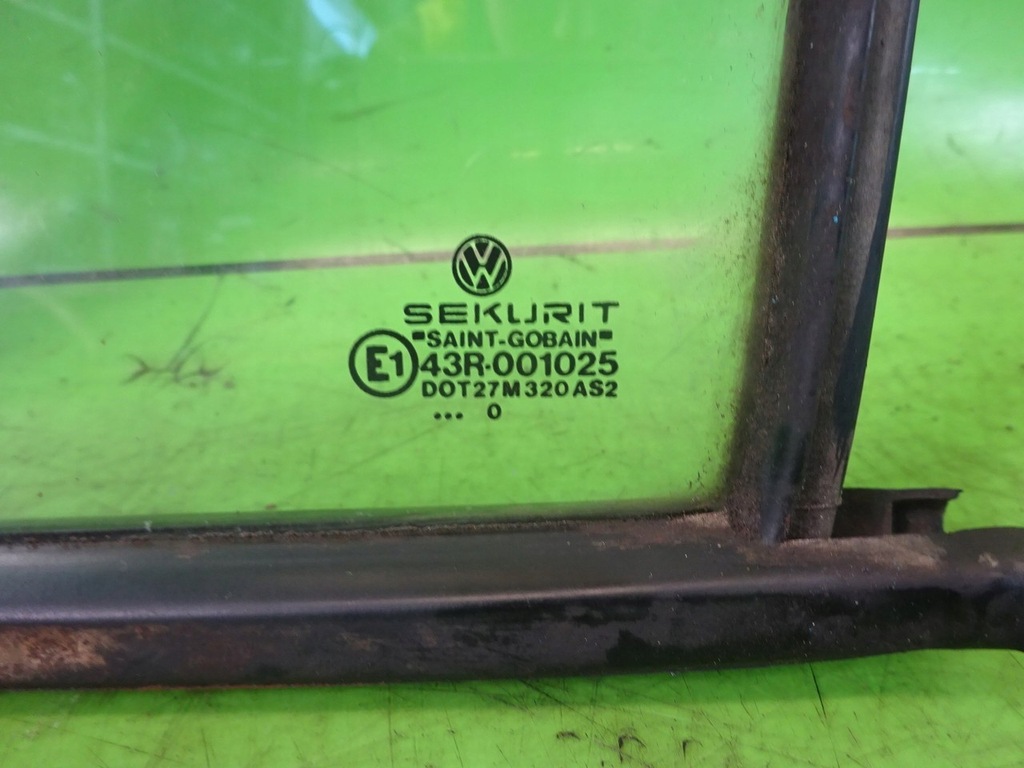 SEKURIT
"SAINT-GOBAIN"
E1 43R-001025
DOT27M320AS2
... 0